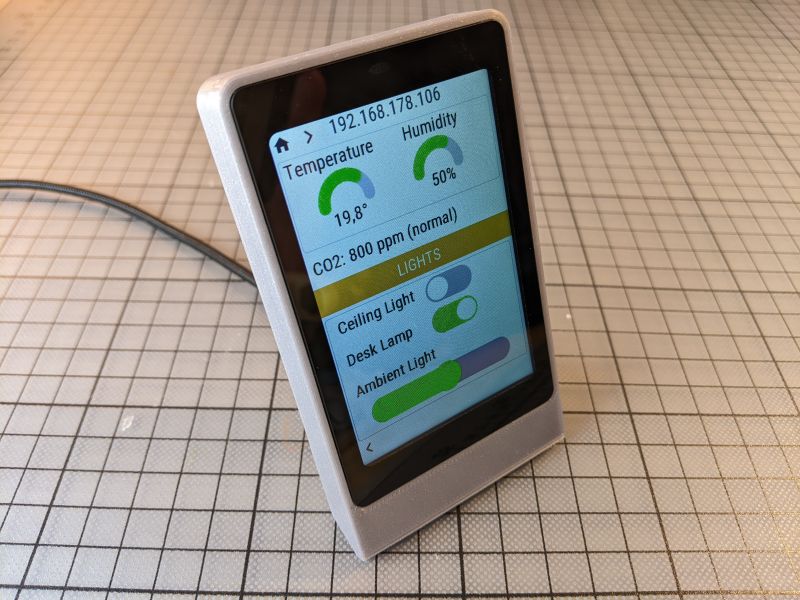 192.168.178.106
Temperature Humidity
19,8° 50%
CO2: 800 ppm (normal)
LIGHTS
Ceiling Light
Desk Lamp
Ambient Light